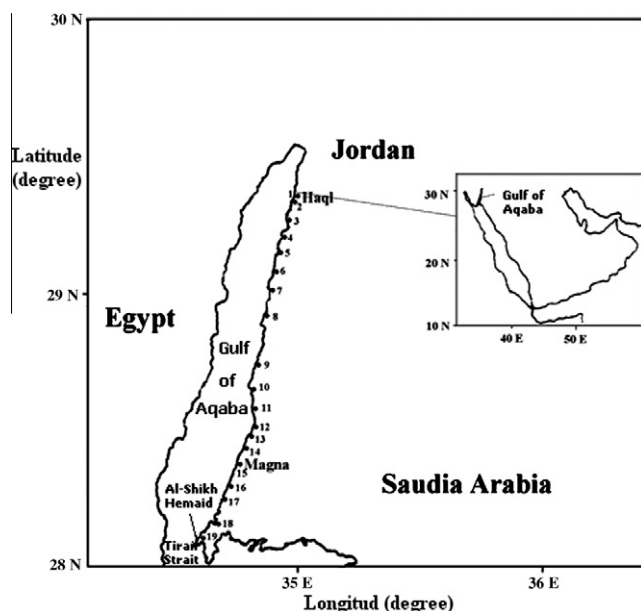 30 N
Latitude
(degree)
Jordan
1
Haql
2
3
4
5
6
7
8
29 N
Egypt
Gulf
of
Aqaba
9
10
11
12
13
14
Magna
15
16
17
18
19
Al-Shikh
Hemaid
Tiran
Strait
Saudia Arabia
28 N
35 E
36 E
Longitud (degree)
30 N
Gulf of
Aqaba
20 N
10 N
40 E
50 E